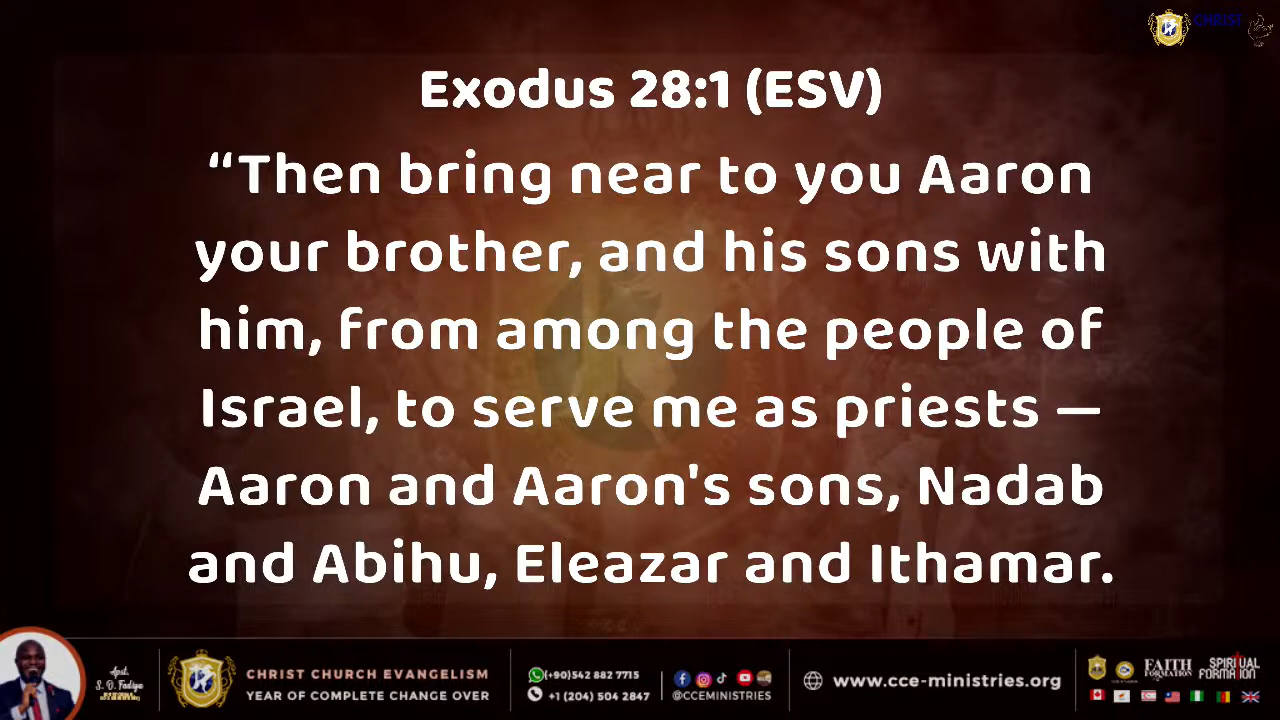 CHRIST
Exodus 28:1 (ESV)
“Then bring near to you Aaron
your brother, and his sons with
him, from among the people of
Israel, to serve me as priests —
Aaron and Aaron's sons, Nadab
and Abihu, Eleazar and Ithamar.
Apst.
S. O. Fadiya
CHRIST CHURCH EVANGELISM
YEAR OF COMPLETE CHANGE OVER
(+90)542 882 7715
+1 (204) 504 2847
@CCEMINISTRIES
www.cce-ministries.org
FAITH
FORMATION
SPIRITUAL
FORMATION